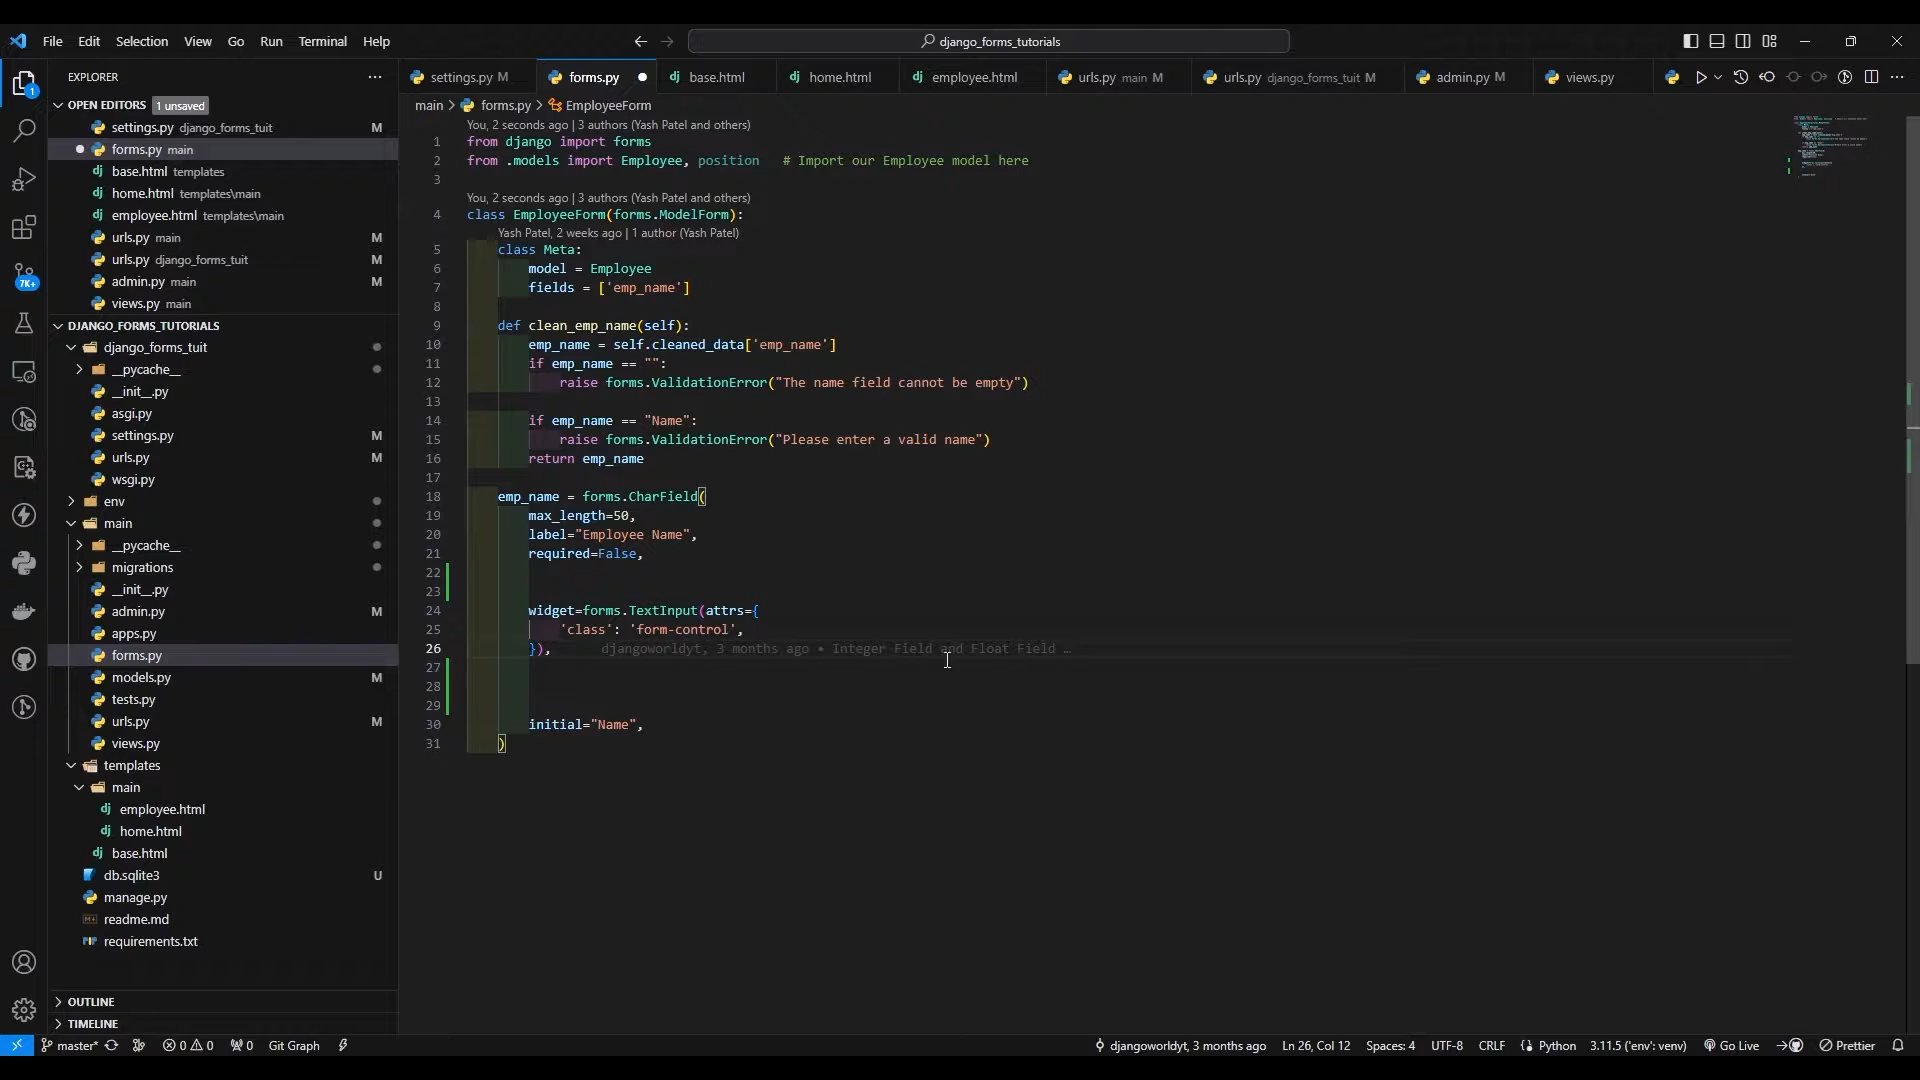 File Edit Selection View Go Run Terminal Help
django_forms_tutorials
EXPLORER
settings.py M
forms.py
base.html
home.html
employee.html
urls.py main M
urls.py django_forms_tuit M
admin.py M
views.py
OPEN EDITORS 1 unsaved
settings.py django_forms_tuit M
forms.py main
base.html templates
home.html templates\main
employee.html templates\main
urls.py main M
urls.py django_forms_tuit M
admin.py main M
views.py main
DJANGO_FORMS_TUTORIALS
django_forms_tuit
__pycache__
__init__.py
asgi.py
settings.py M
urls.py M
wsgi.py
env
main
__pycache__
migrations
__init__.py
admin.py M
apps.py
forms.py
models.py M
tests.py
urls.py M
views.py
templates
main
employee.html
home.html
base.html
db.sqlite3 U
manage.py
readme.md
requirements.txt
OUTLINE
TIMELINE
1
7K+
main > forms.py > EmployeeForm
You, 2 seconds ago | 3 authors (Yash Patel and others)
1 from django import forms
2 from .models import Employee, position # Import our Employee model here
3
You, 2 seconds ago | 3 authors (Yash Patel and others)
4 class EmployeeForm(forms.ModelForm):
Yash Patel, 2 weeks ago | 1 author (Yash Patel)
5 class Meta:
6 model = Employee
7 fields = ['emp_name']
8
9 def clean_emp_name(self):
10 emp_name = self.cleaned_data['emp_name']
11 if emp_name == "":
12 raise forms.ValidationError("The name field cannot be empty")
13
14 if emp_name == "Name":
15 raise forms.ValidationError("Please enter a valid name")
16 return emp_name
17
18 emp_name = forms.CharField(
19 max_length=50,
20 label="Employee Name",
21 required=False,
22
23
24 widget=forms.TextInput(attrs={
25 'class': 'form-control',
26 }), djangoworldyt, 3 months ago • Integer Field and Float Field …
27
28
29
30 initial="Name",
31 )
master* 0 0 0 Git Graph
djangoworldyt, 3 months ago Ln 26, Col 12 Spaces: 4 UTF-8 CRLF Python 3.11.5 ('env': venv) Go Live Prettier